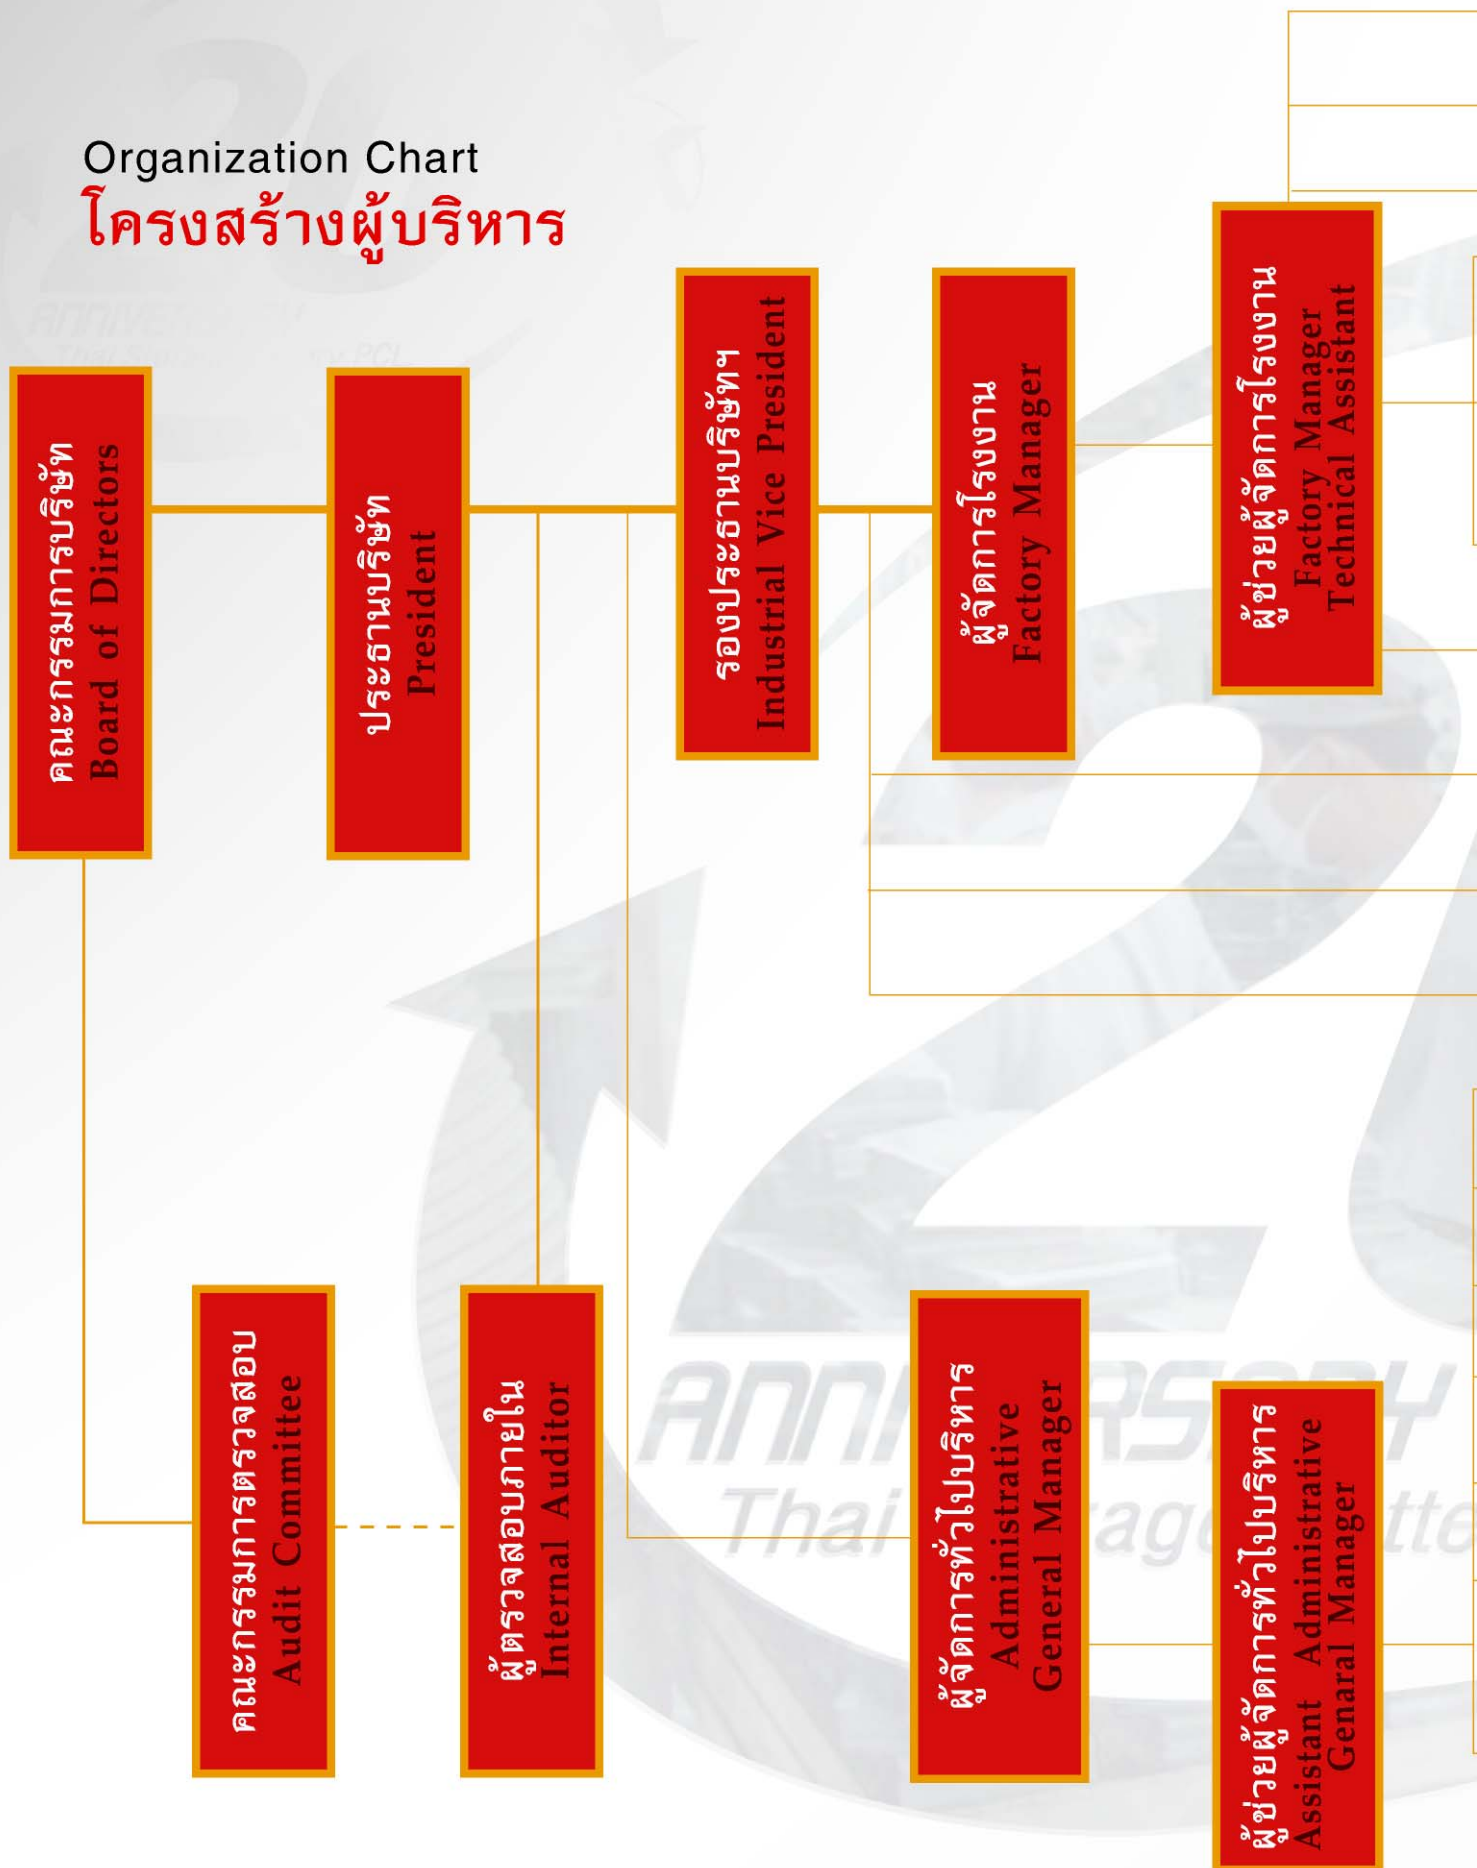 Organization Chart
โครงสร้างผู้บริหาร
คณะกรรมการบริษัท
Board of Directors
ประธานบริษัท
President
รองประธานบริษัทฯ
Industrial Vice President
ผู้จัดการโรงงาน
Factory Manager
ผู้ช่วยผู้จัดการโรงงาน
Factory Manager
Technical Assistant
คณะกรรมการตรวจสอบ
Audit Committee
ผู้ตรวจสอบภายใน
Internal Auditor
ผู้จัดการทั่วไปบริหาร
Administrative
General Manager
ผู้ช่วยผู้จัดการทั่วไปบริหาร
Assistant Administrative
Genaral Manager
20
ANNIVERSARY
Thai